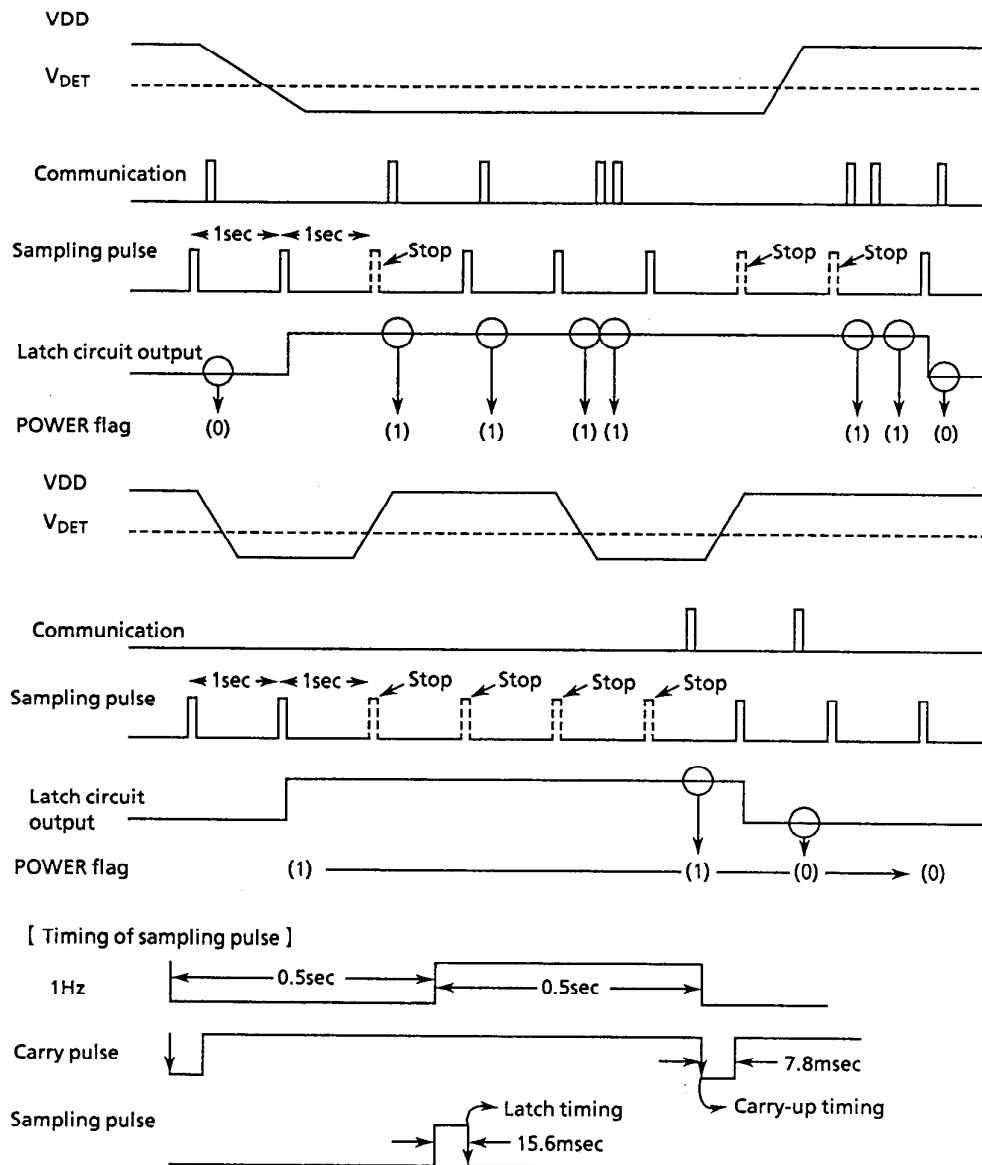 VDD
VDET
Communication
Sampling pulse
1sec 1sec Stop Stop Stop
Latch circuit output
POWER flag
(0) (1) (1) (1) (1) (1) (1) (0)
VDD
VDET
Communication
Sampling pulse
1sec 1sec Stop Stop Stop Stop
Latch circuit
output
POWER flag
(1) (1) (0) (0)
[ Timing of sampling pulse ]
1Hz
0.5sec 0.5sec
Carry pulse
7.8msec
Carry-up timing
Sampling pulse
Latch timing
15.6msec